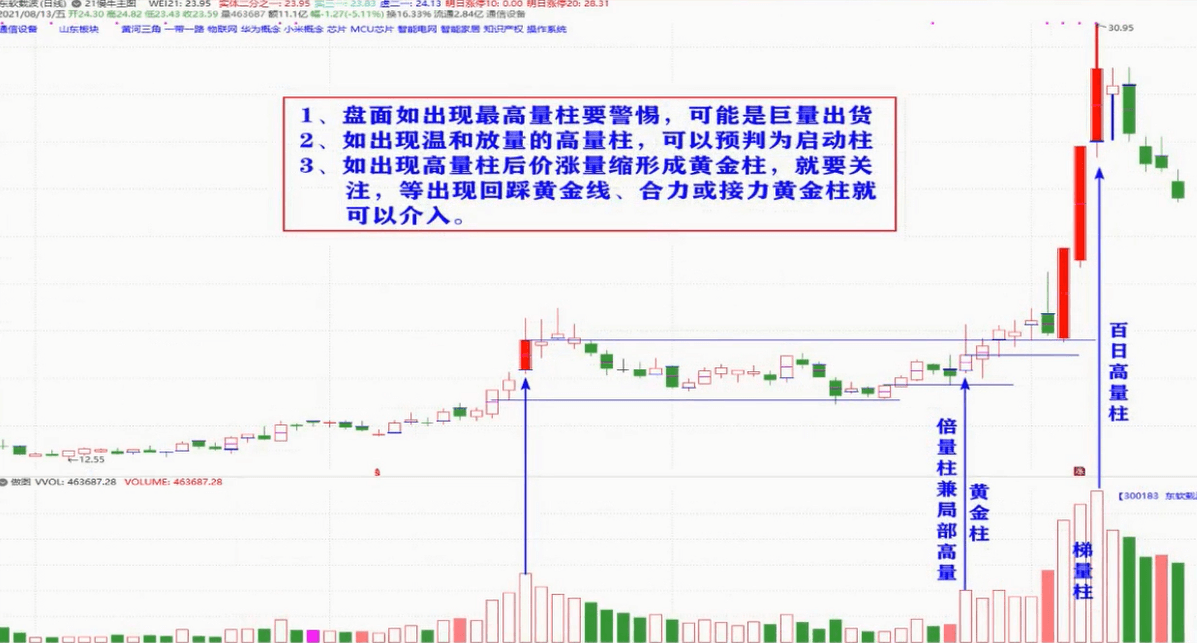 东软载波(日线) 21慢牛主图 WEI21: 23.95 实体二分之一: 23.95 实三一: 23.83 虚二一: 24.13 明日涨停10: 0.00 明日涨停20: 28.31
2021/08/13/五 开24.30 高24.82 低23.43 收23.59 量463687 额11.1亿 幅-1.27(-5.11%) 换16.33% 流通2.84亿 通信设备
通信设备 山东板块 黄河三角 一带一路 物联网 华为概念 小米概念 芯片 MCU芯片 智能电网 智能家居 知识产权 操作系统
30.95
1、盘面如出现最高量柱要警惕，可能是巨量出货
2、如出现温和放量的高量柱，可以预判为启动柱
3、如出现高量柱后价涨量缩形成黄金柱，就要关
注，等出现回踩黄金线、合力或接力黄金柱就
可以介入。
百日高量柱
倍量柱兼局部高量
黄金柱
梯量柱
←12.55
VVOL: 463687.28 VOLUME: 463687.28
【300183 东软载